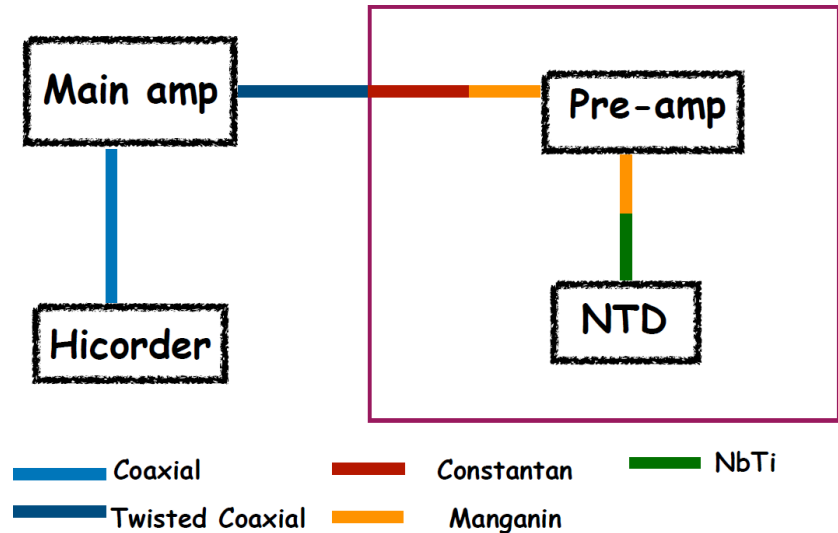 Main amp
Pre-amp
Hicorder
NTD
Coaxial
Constantan
NbTi
Twisted Coaxial
Manganin